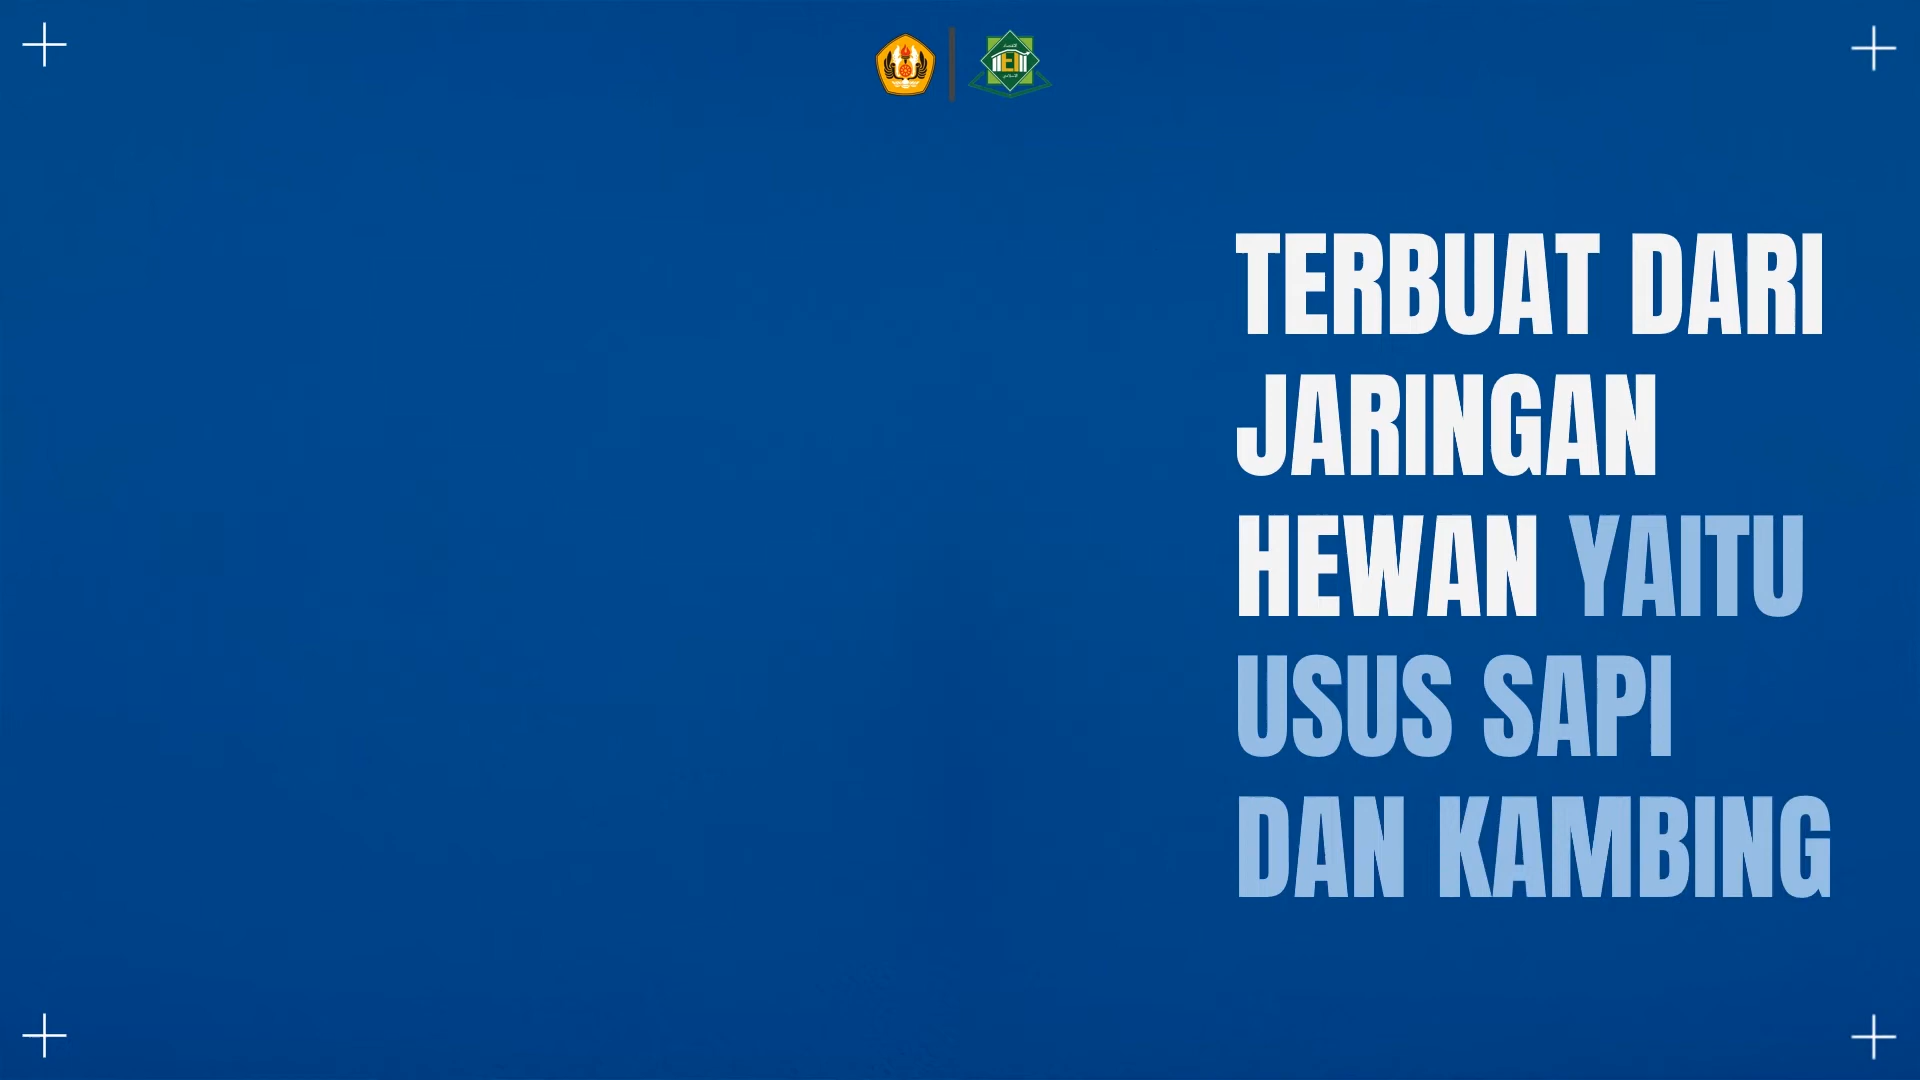 TERBUAT DARI
JARINGAN
HEWAN YAITU
USUS SAPI
DAN KAMBING